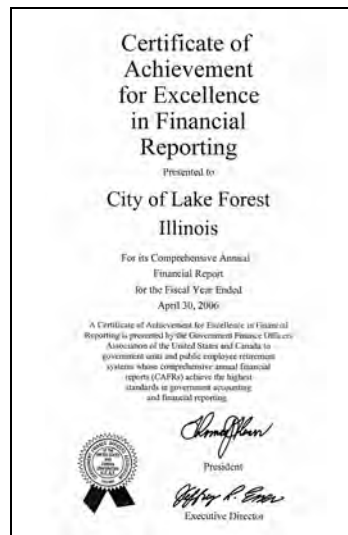 Certificate of
Achievement
for Excellence
in Financial
Reporting
Presented to
City of Lake Forest
Illinois
For its Comprehensive Annual
Financial Report
for the Fiscal Year Ended
April 30, 2006
A Certificate of Achievement for Excellence in Financial
Reporting is presented by the Government Finance Officers
Association of the United States and Canada to
government units and public employee retirement
systems whose comprehensive annual financial
reports (CAFRs) achieve the highest
standards in government accounting
and financial reporting.
President
Jeffrey R. Ener
Executive Director